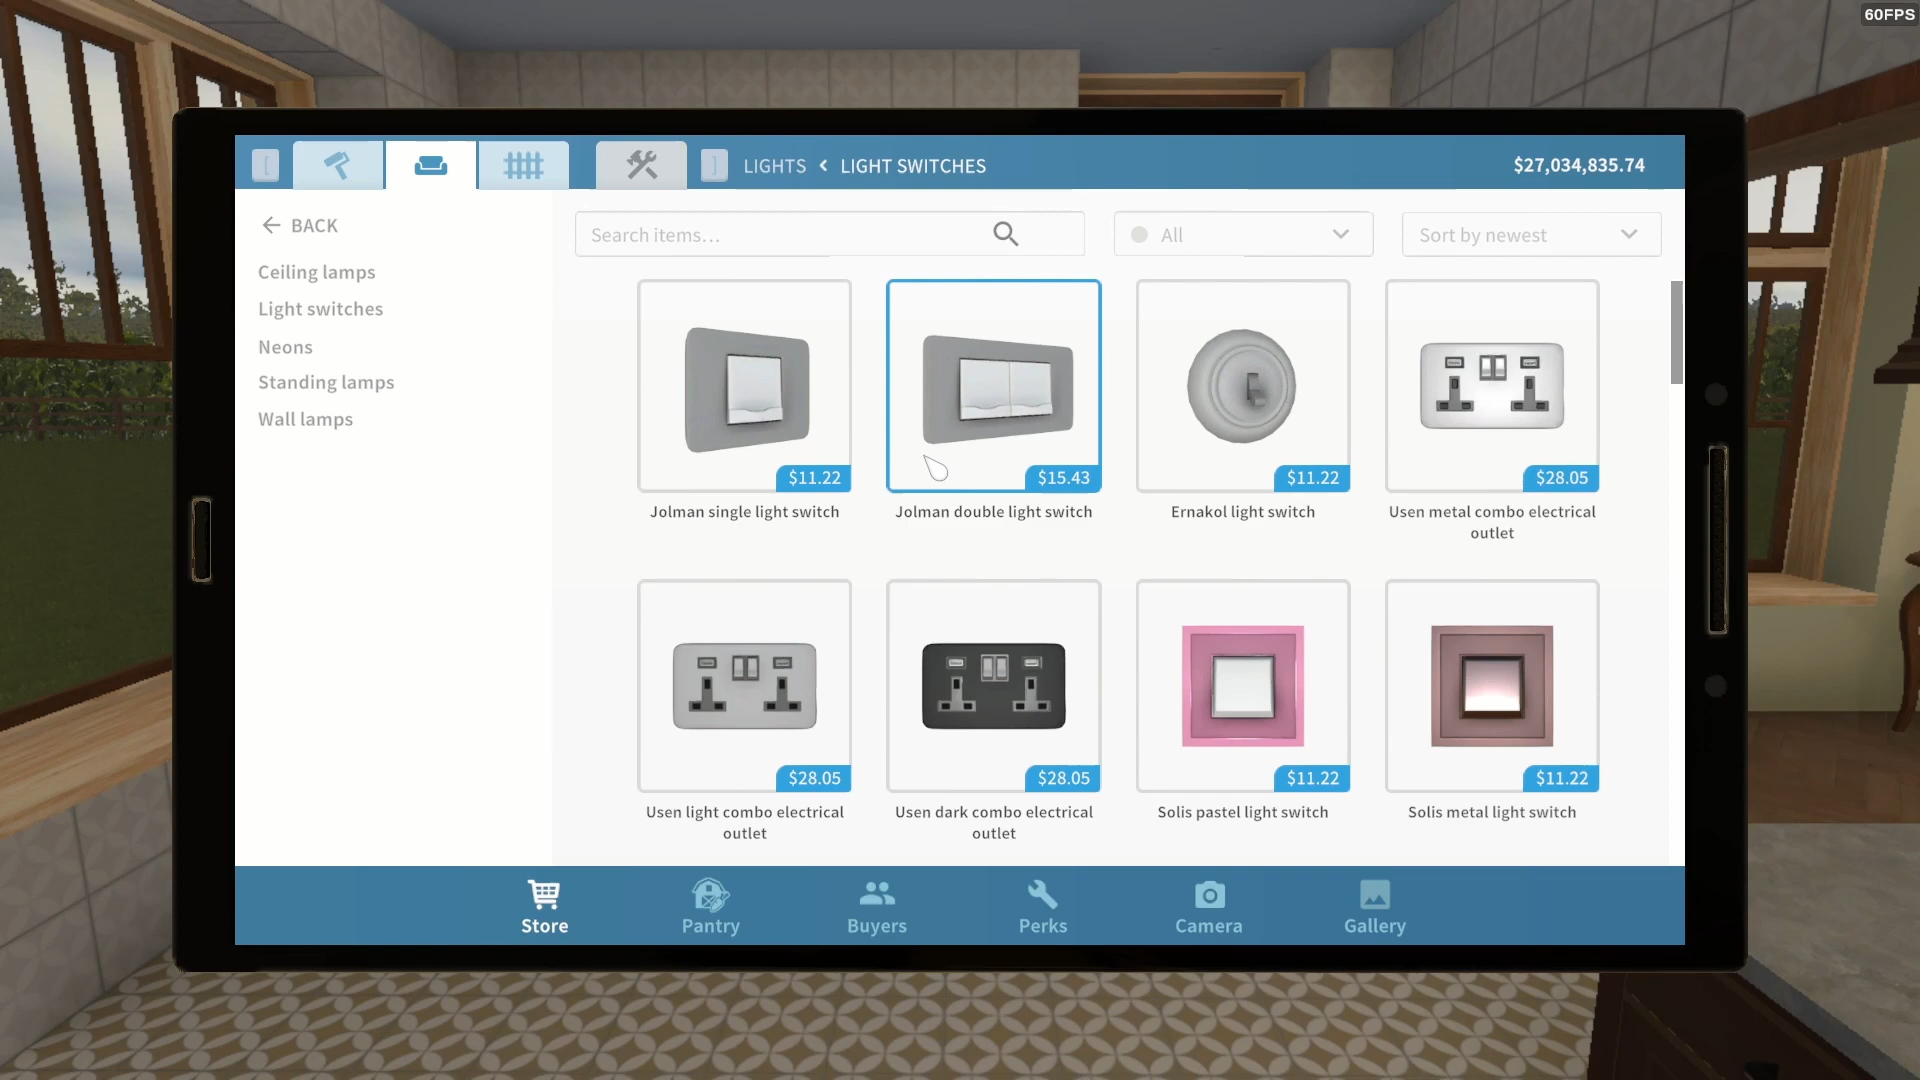 60FPS
[
]
LIGHTS < LIGHT SWITCHES
$27,034,835.74
BACK
Ceiling lamps
Light switches
Neons
Standing lamps
Wall lamps
Search items...
All
Sort by newest
$11.22
Jolman single light switch
$15.43
Jolman double light switch
$11.22
Ernakol light switch
$28.05
Usen metal combo electrical
outlet
$28.05
Usen light combo electrical
outlet
$28.05
Usen dark combo electrical
outlet
$11.22
Solis pastel light switch
$11.22
Solis metal light switch
Store
Pantry
Buyers
Perks
Camera
Gallery